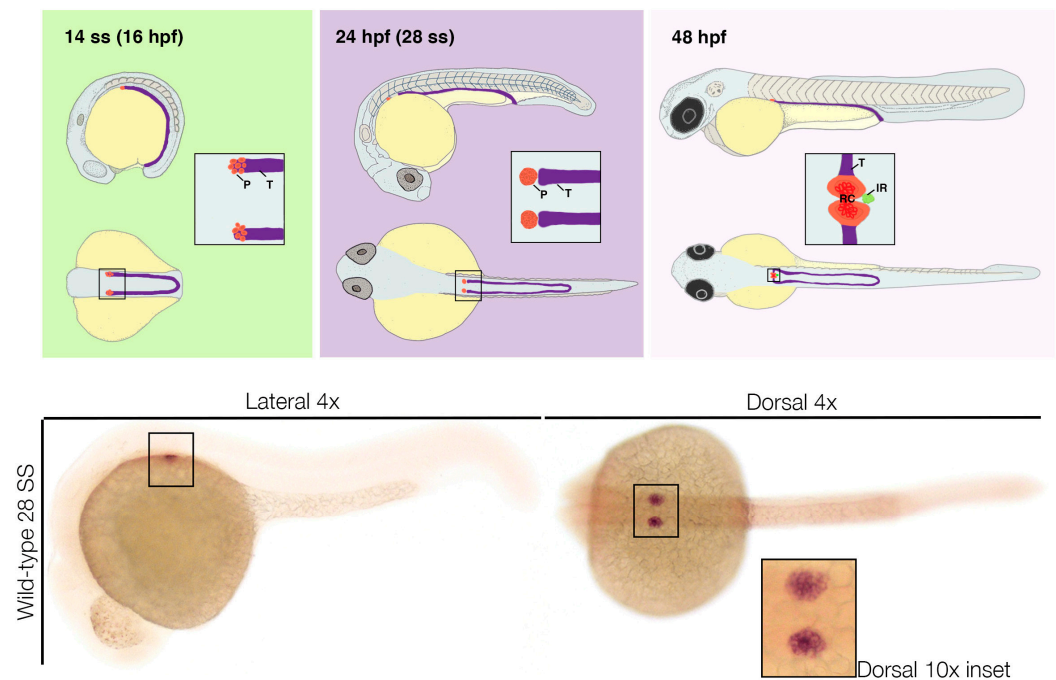 14 ss (16 hpf)
24 hpf (28 ss)
48 hpf
P
T
P
T
T
IR
RC
Lateral 4x
Dorsal 4x
Wild-type 28 SS
Dorsal 10x inset